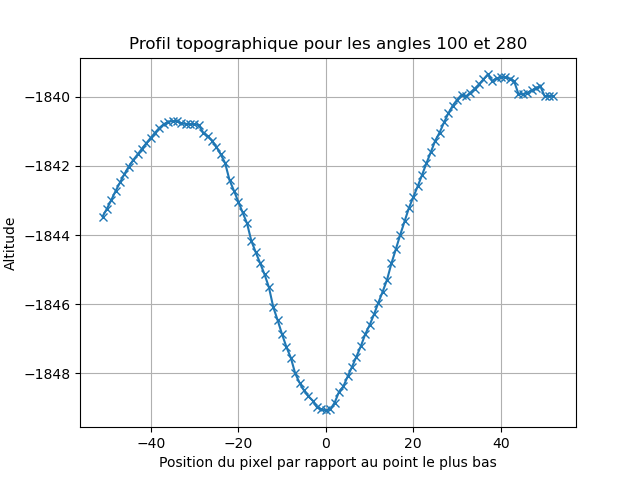 Profil topographique pour les angles 100 et 280
Altitude
−1840
−1842
−1844
−1846
−1848
−40 −20 0 20 40
Position du pixel par rapport au point le plus bas